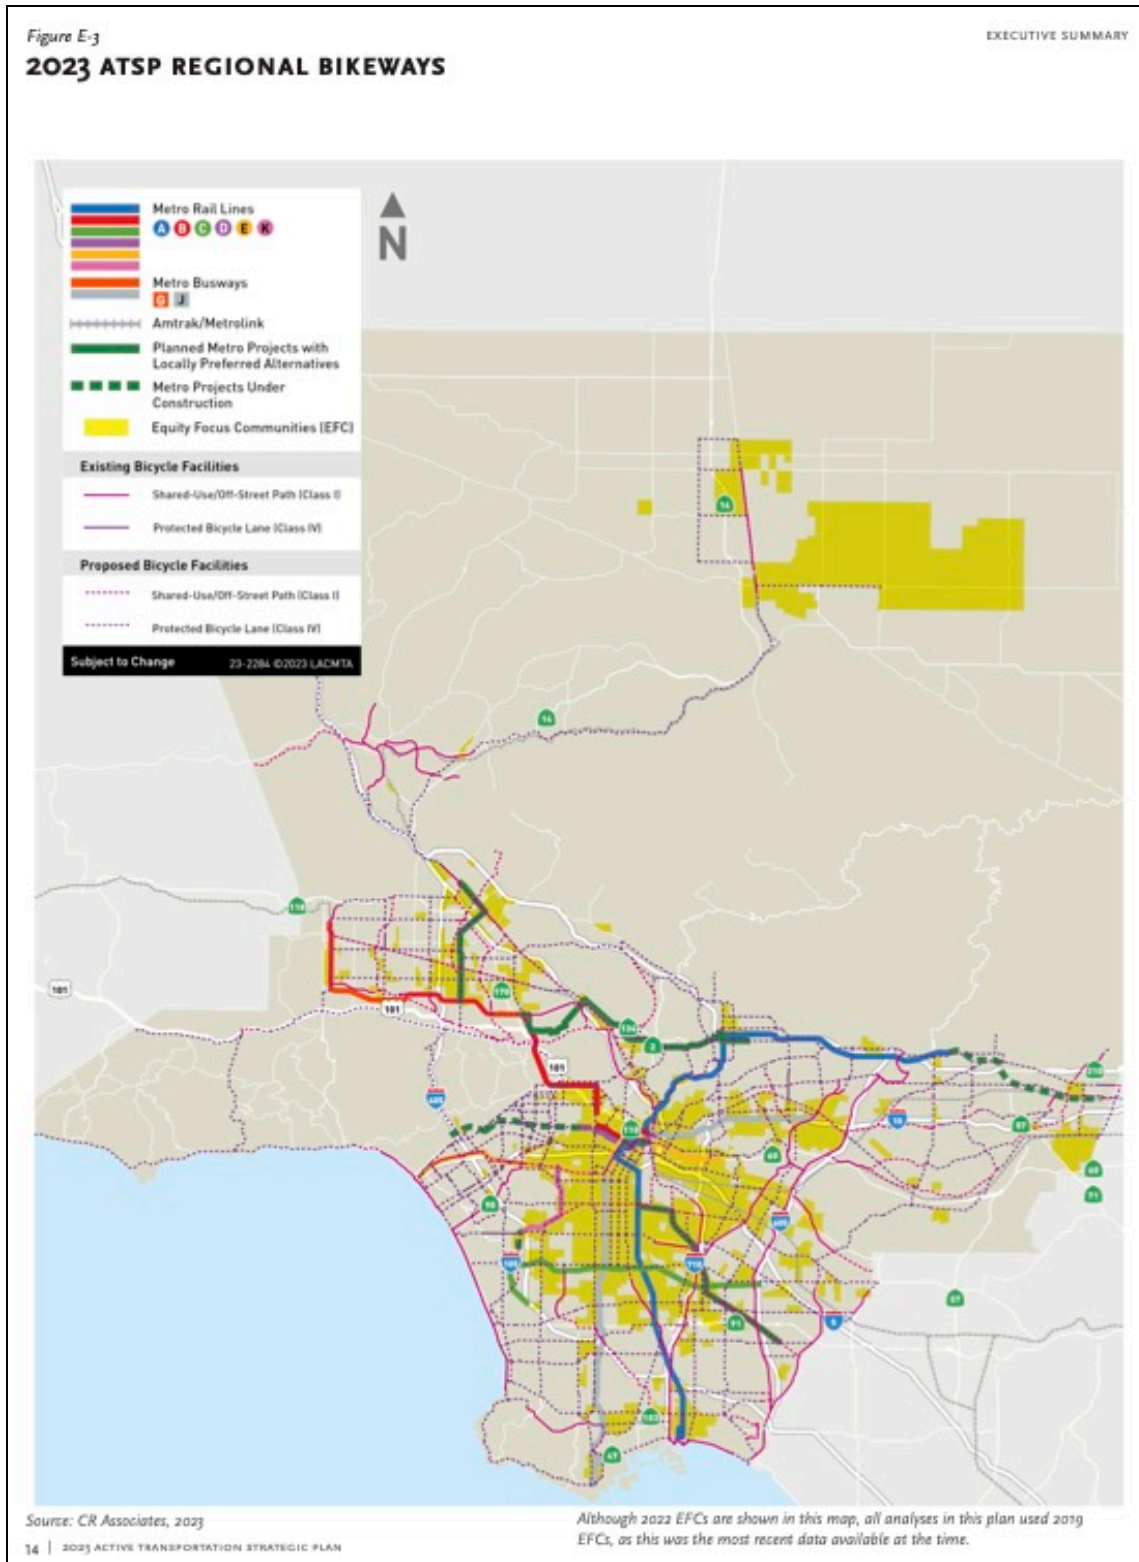 Figure E-3
EXECUTIVE SUMMARY
2023 ATSP REGIONAL BIKEWAYS
Metro Rail Lines
A B C D E K
Metro Busways
G J
Amtrak/Metrolink
Planned Metro Projects with
Locally Preferred Alternatives
Metro Projects Under
Construction
Equity Focus Communities (EFC)
Existing Bicycle Facilities
Shared-Use/Off-Street Path (Class I)
Protected Bicycle Lane (Class IV)
Proposed Bicycle Facilities
Shared-Use/Off-Street Path (Class I)
Protected Bicycle Lane (Class IV)
Subject to Change
23-2284 ©2023 LACMTA
N
14
14
118
101
101
170
134
2
101
405
110
210
10
57
60
60
71
90
605
105
710
57
91
5
103
47
Source: CR Associates, 2023
Although 2022 EFCs are shown in this map, all analyses in this plan used 2019
EFCs, as this was the most recent data available at the time.
14 | 2023 ACTIVE TRANSPORTATION STRATEGIC PLAN